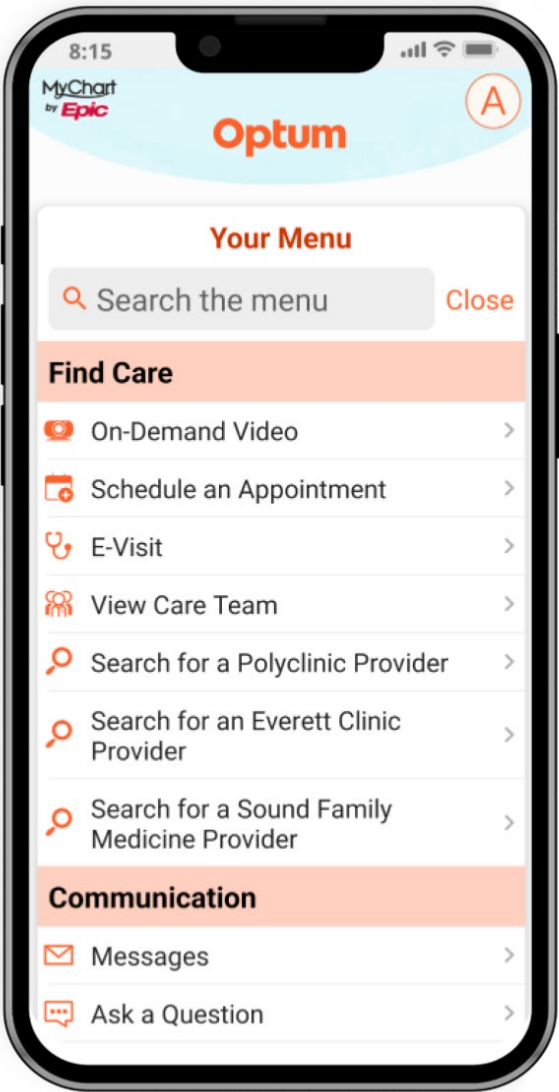 8:15
MyChart
by Epic
A
Optum
Your Menu
Search the menu
Close
Find Care
On-Demand Video
Schedule an Appointment
E-Visit
View Care Team
Search for a Polyclinic Provider
Search for an Everett Clinic
Provider
Search for a Sound Family
Medicine Provider
Communication
Messages
Ask a Question